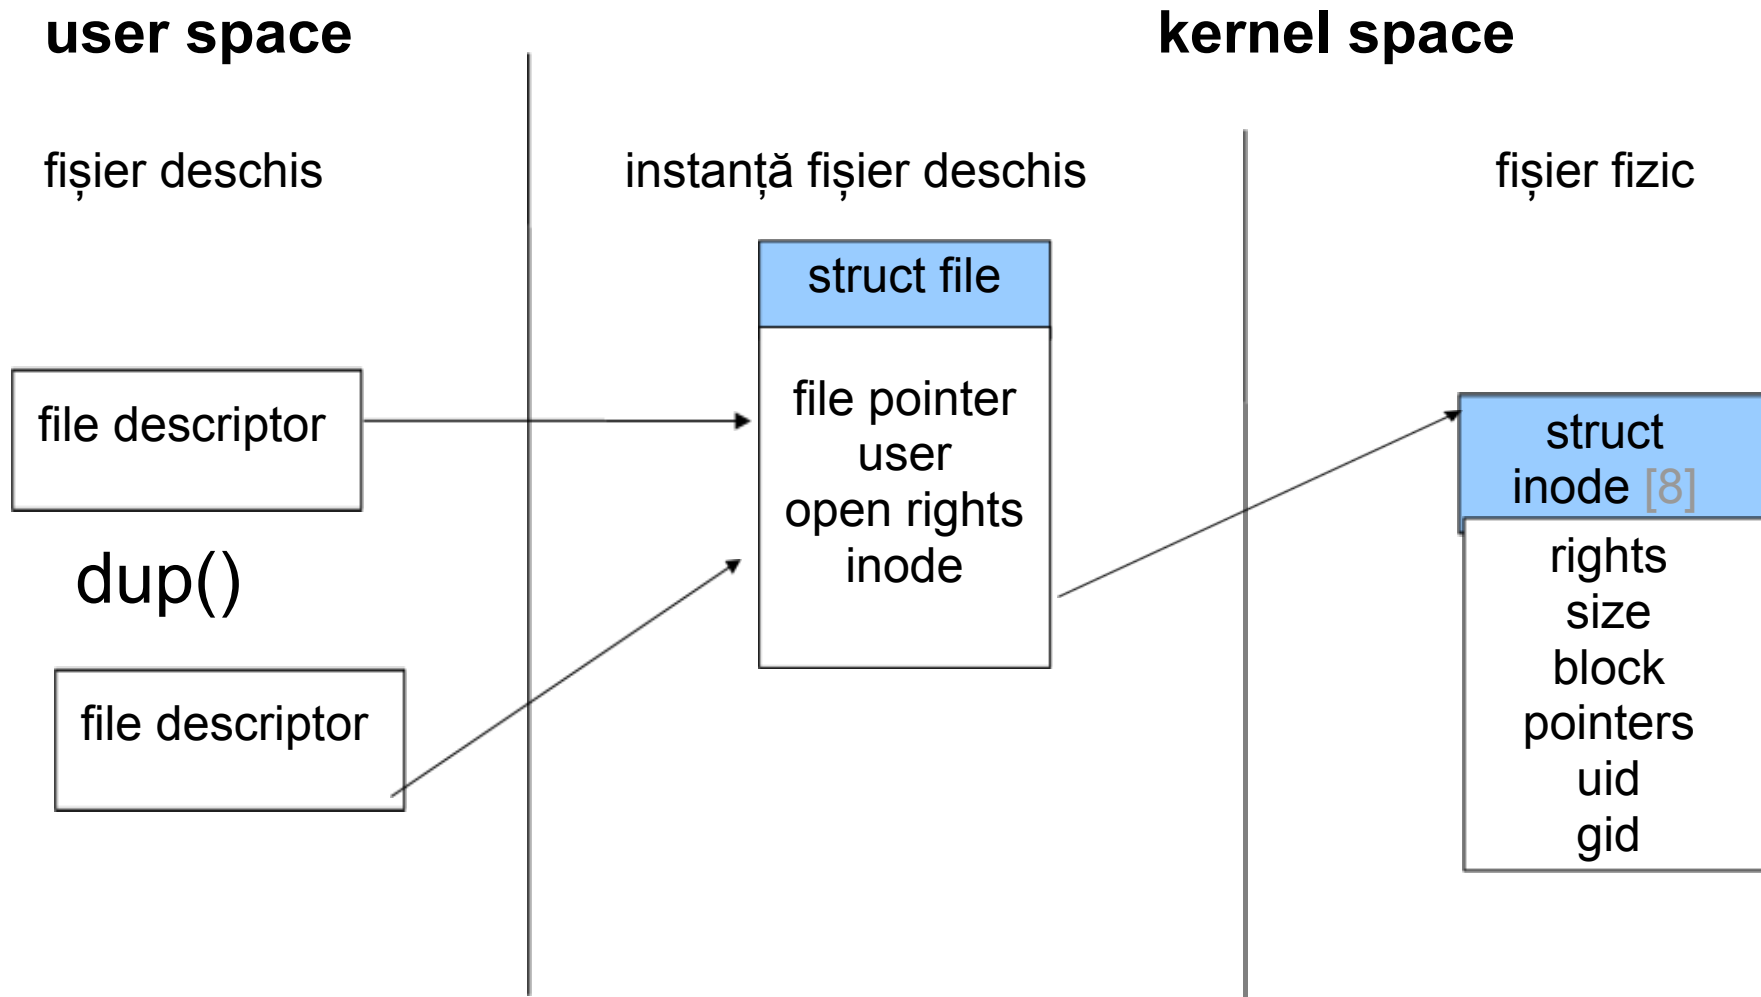 user space
kernel space
fișier deschis
instanță fișier deschis
fișier fizic
struct file
file pointer
user
open rights
inode
file descriptor
dup()
file descriptor
struct
inode [8]
rights
size
block
pointers
uid
gid